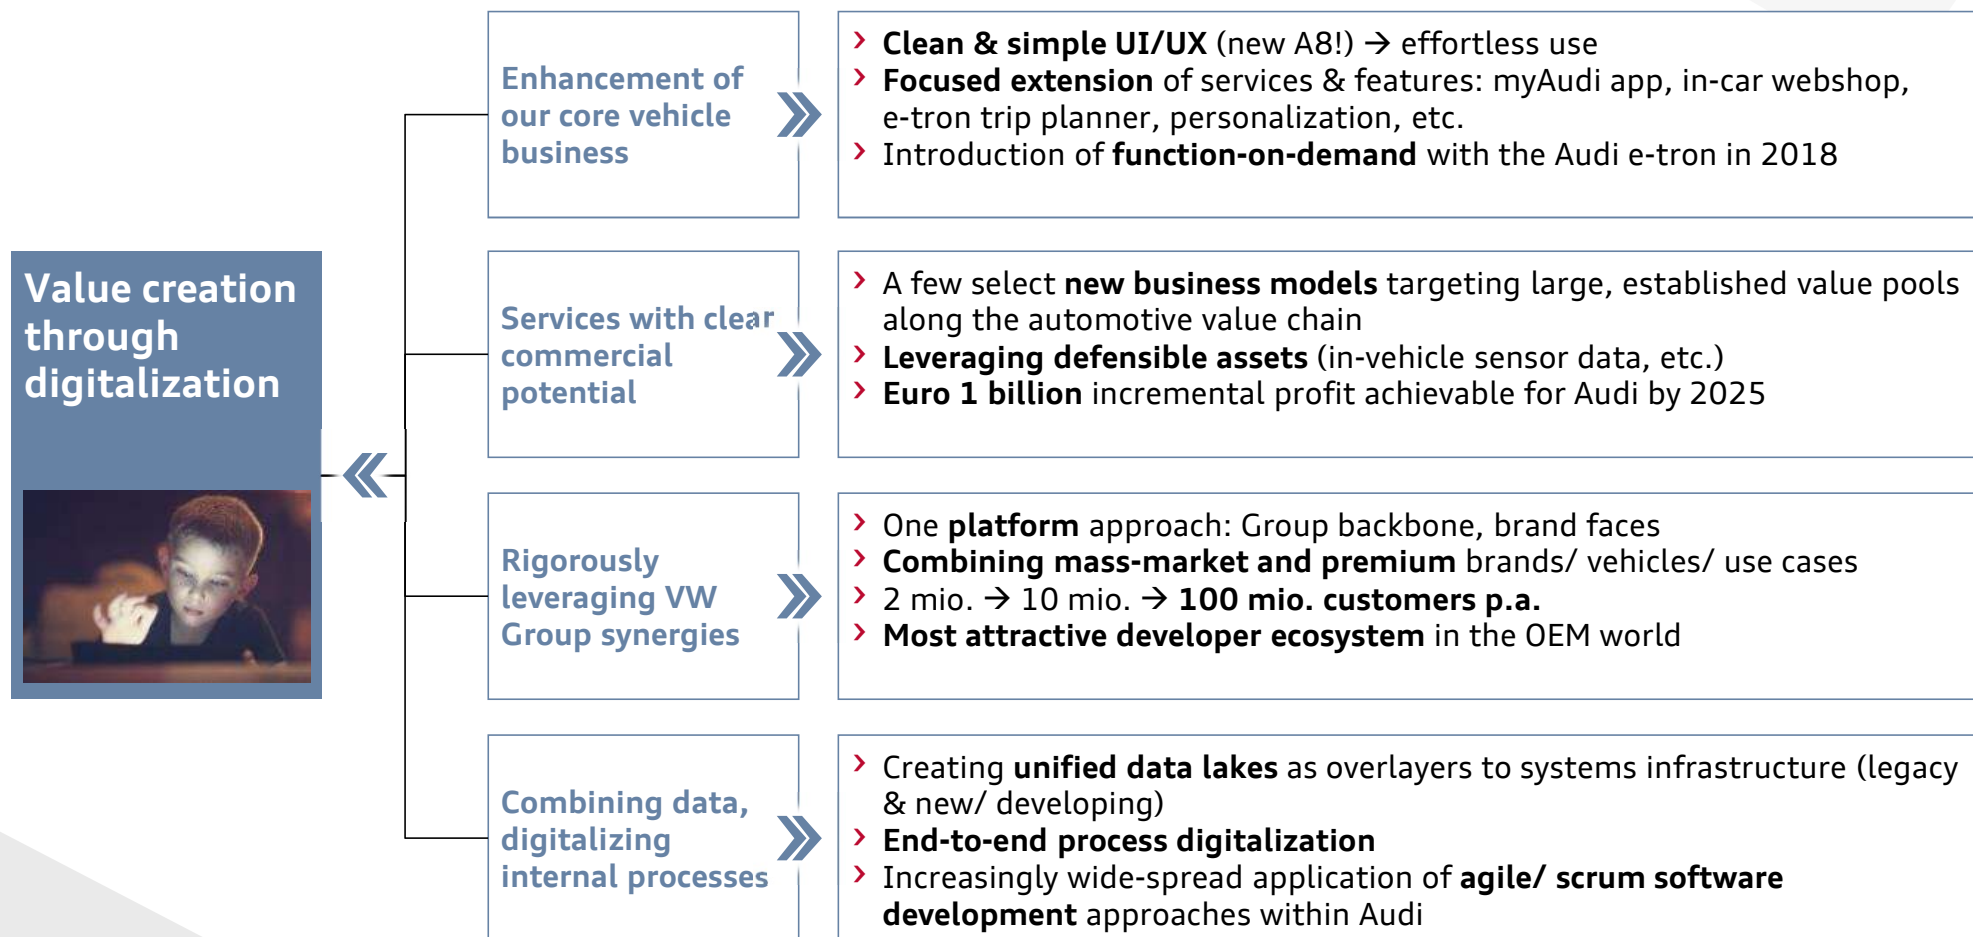 Value creation
through
digitalization
Enhancement of
our core vehicle
business
› Clean & simple UI/UX (new A8!) → effortless use
› Focused extension of services & features: myAudi app, in-car webshop,
e-tron trip planner, personalization, etc.
› Introduction of function-on-demand with the Audi e-tron in 2018
Services with clear
commercial
potential
› A few select new business models targeting large, established value pools
along the automotive value chain
› Leveraging defensible assets (in-vehicle sensor data, etc.)
› Euro 1 billion incremental profit achievable for Audi by 2025
Rigorously
leveraging VW
Group synergies
› One platform approach: Group backbone, brand faces
› Combining mass-market and premium brands/ vehicles/ use cases
› 2 mio. → 10 mio. → 100 mio. customers p.a.
› Most attractive developer ecosystem in the OEM world
Combining data,
digitalizing
internal processes
› Creating unified data lakes as overlayers to systems infrastructure (legacy
& new/ developing)
› End-to-end process digitalization
› Increasingly wide-spread application of agile/ scrum software
development approaches within Audi